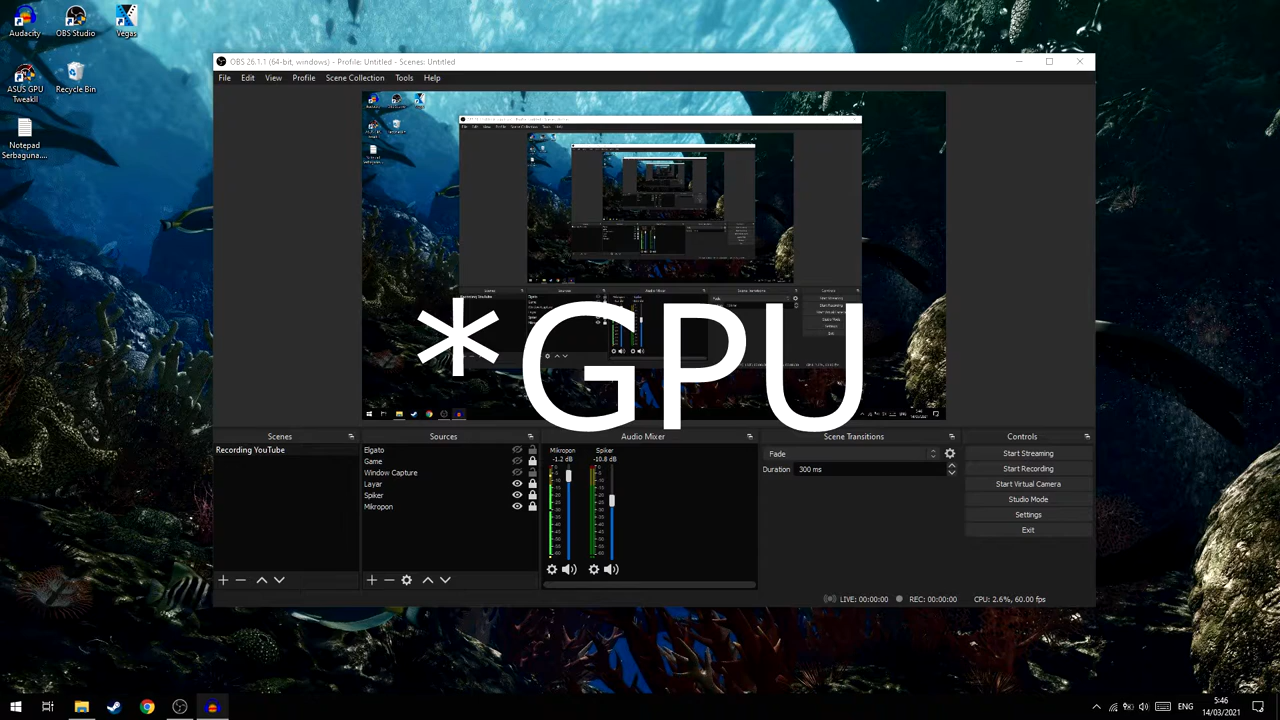 Audacity
OBS Studio
Vegas
ASUS GPU
TweakII
Recycle Bin
Notepad
Serbaguna....
OBS 26.1.1 (64-bit, windows) - Profile: Untitled - Scenes: Untitled
File Edit View Profile Scene Collection Tools Help
*GPU
Scenes
Sources
Audio Mixer
Scene Transitions
Controls
Recording YouTube
Elgato
Game
Window Capture
Layar
Spiker
Mikropon
Mikropon
-1.2 dB
Spiker
-10.8 dB
Fade
Duration 300 ms
Start Streaming
Start Recording
Start Virtual Camera
Studio Mode
Settings
Exit
LIVE: 00:00:00 REC: 00:00:00 CPU: 2.6%, 60.00 fps
ENG
5:46
14/03/2021